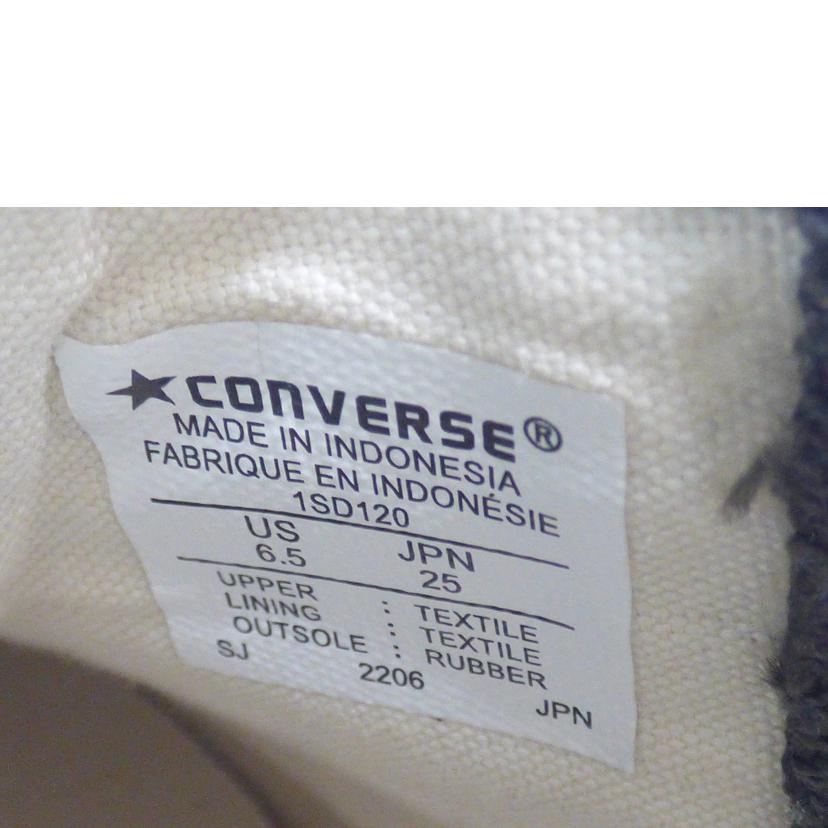 CONVERSE®
MADE IN INDONESIA
FABRIQUE EN INDONÉSIE
1SD120
US JPN
6.5 25
UPPER : TEXTILE
LINING : TEXTILE
OUTSOLE : RUBBER
SJ 2206 JPN